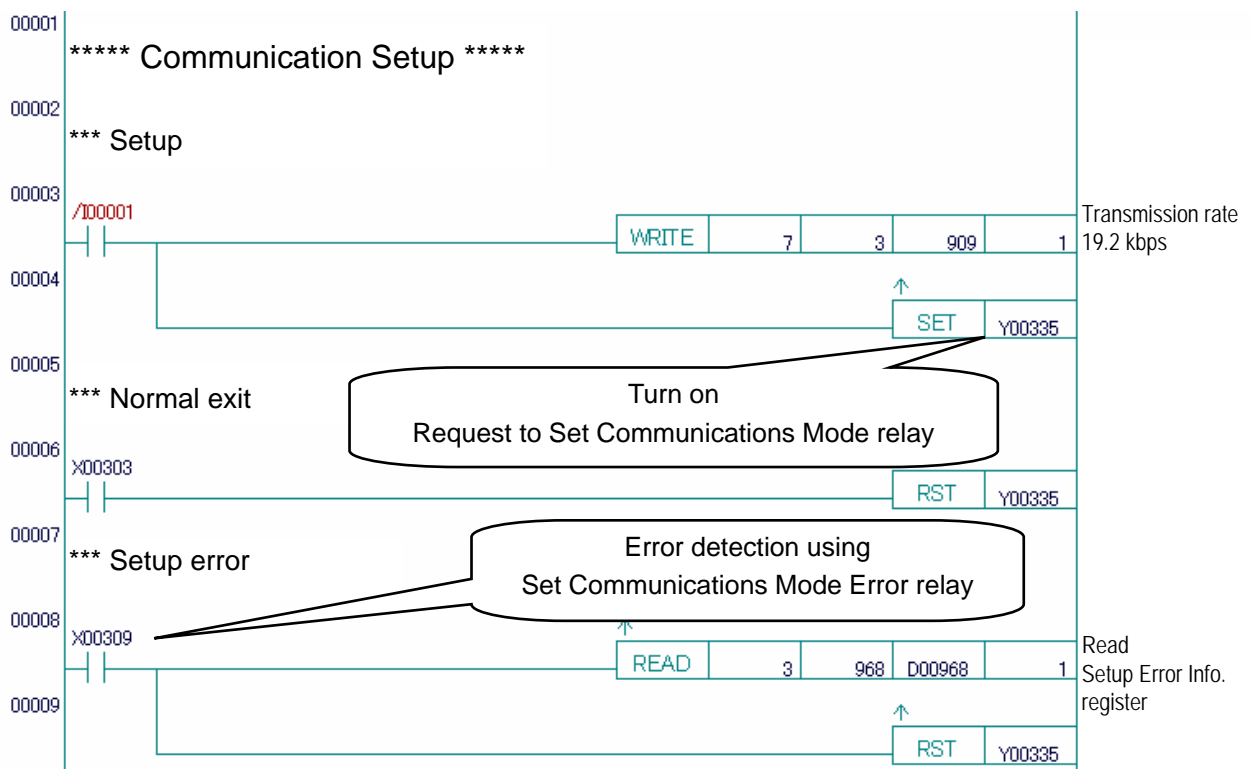 00001
***** Communication Setup *****
00002
*** Setup
00003
/I00001
WRITE 7 3 909 1
Transmission rate
19.2 kbps
00004
↑
SET Y00335
00005
*** Normal exit
Turn on
Request to Set Communications Mode relay
00006
X00303
RST Y00335
00007
*** Setup error
Error detection using
Set Communications Mode Error relay
00008
X00309
↑
READ 3 968 D00968 1
Read
Setup Error Info.
register
00009
↑
RST Y00335